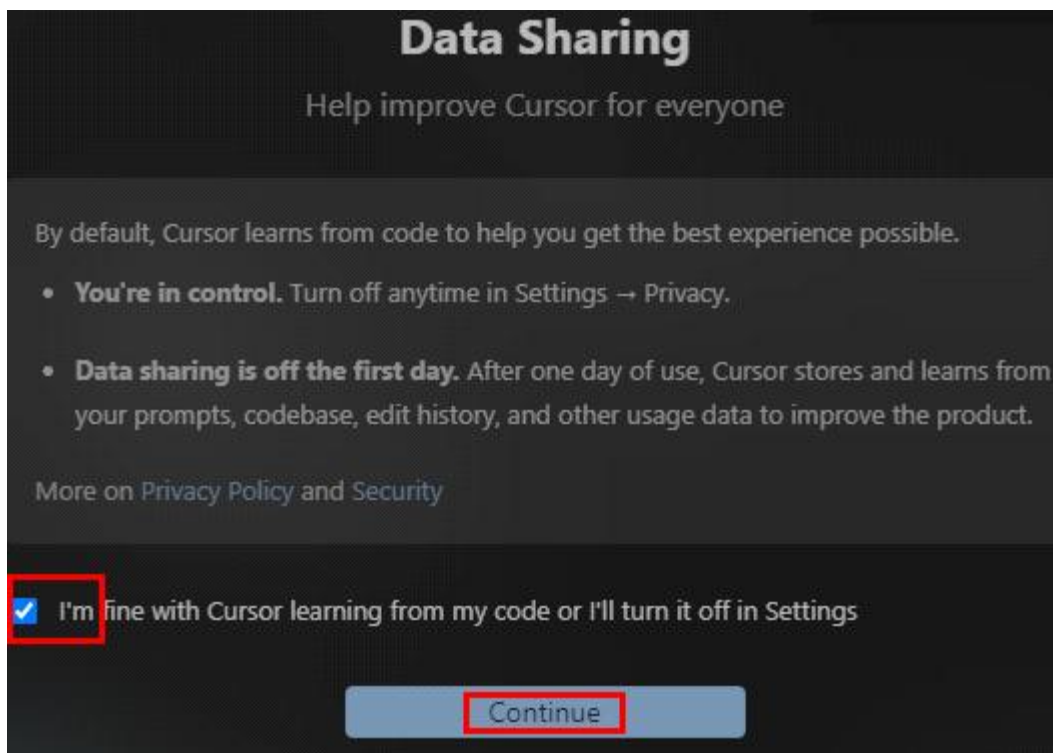 Data Sharing
Help improve Cursor for everyone
By default, Cursor learns from code to help you get the best experience possible.
• You're in control. Turn off anytime in Settings → Privacy.
• Data sharing is off the first day. After one day of use, Cursor stores and learns from
your prompts, codebase, edit history, and other usage data to improve the product.
More on Privacy Policy and Security
I'm fine with Cursor learning from my code or I'll turn it off in Settings
Continue